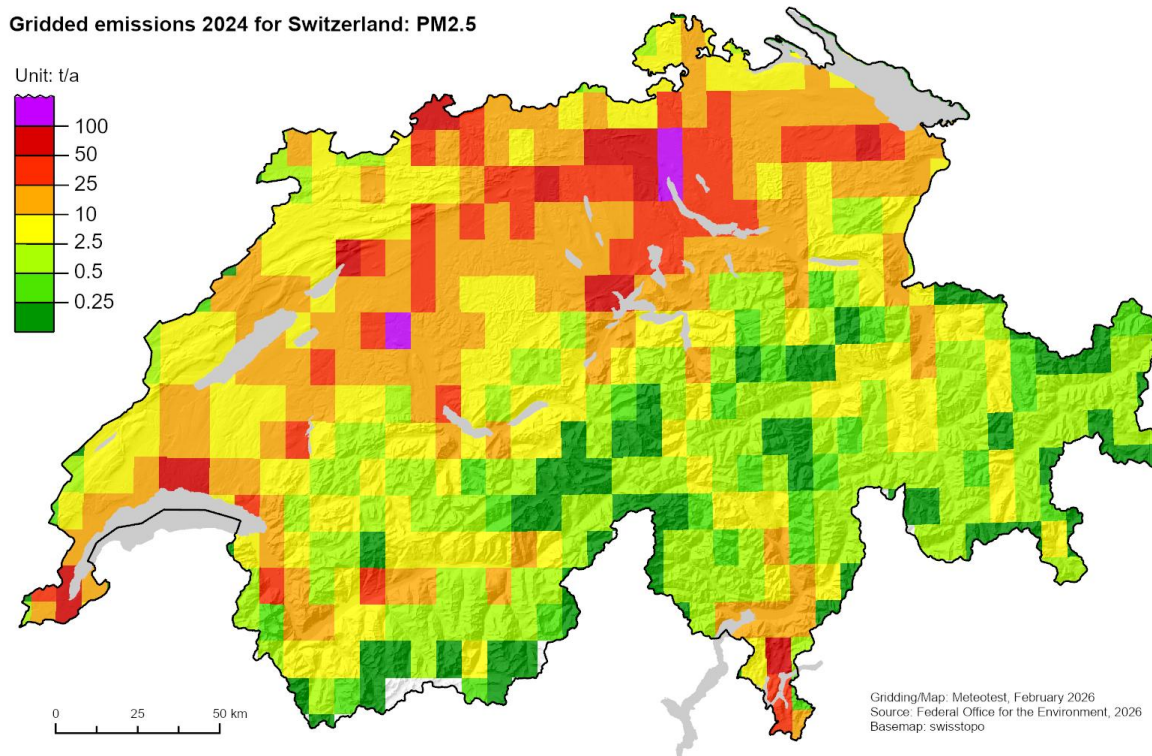 Gridded emissions 2024 for Switzerland: PM2.5
Unit: t/a
100
50
25
10
2.5
0.5
0.25
0 25 50 km
Gridding/Map: Meteotest, February 2026
Source: Federal Office for the Environment, 2026
Basemap: swisstopo